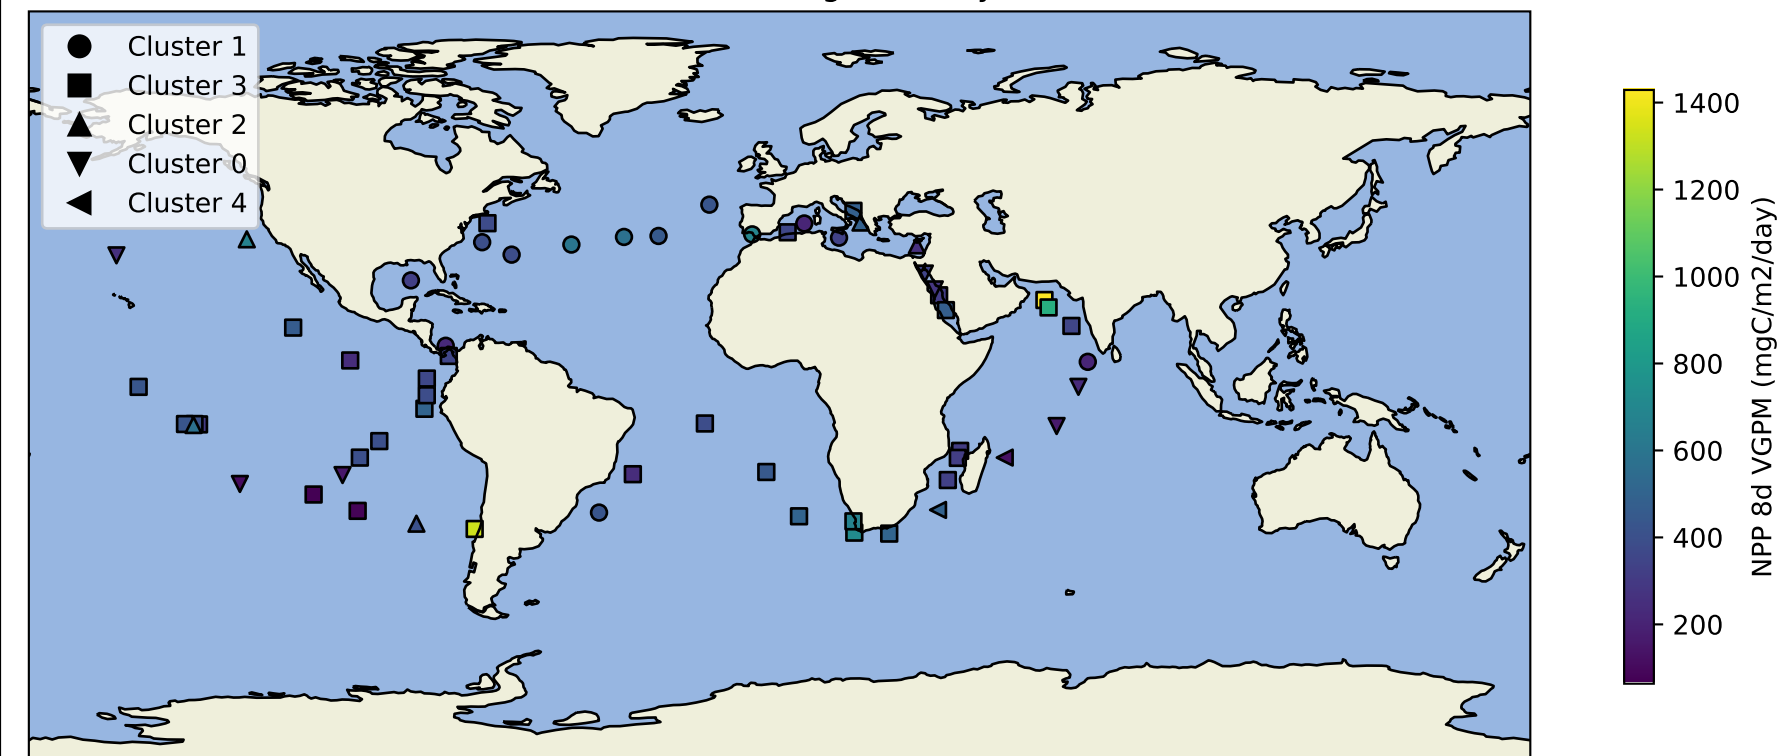 Cluster 1
Cluster 3
Cluster 2
Cluster 0
Cluster 4
1400
1200
1000
800
600
400
200
NPP 8d VGPM (mgC/m2/day)